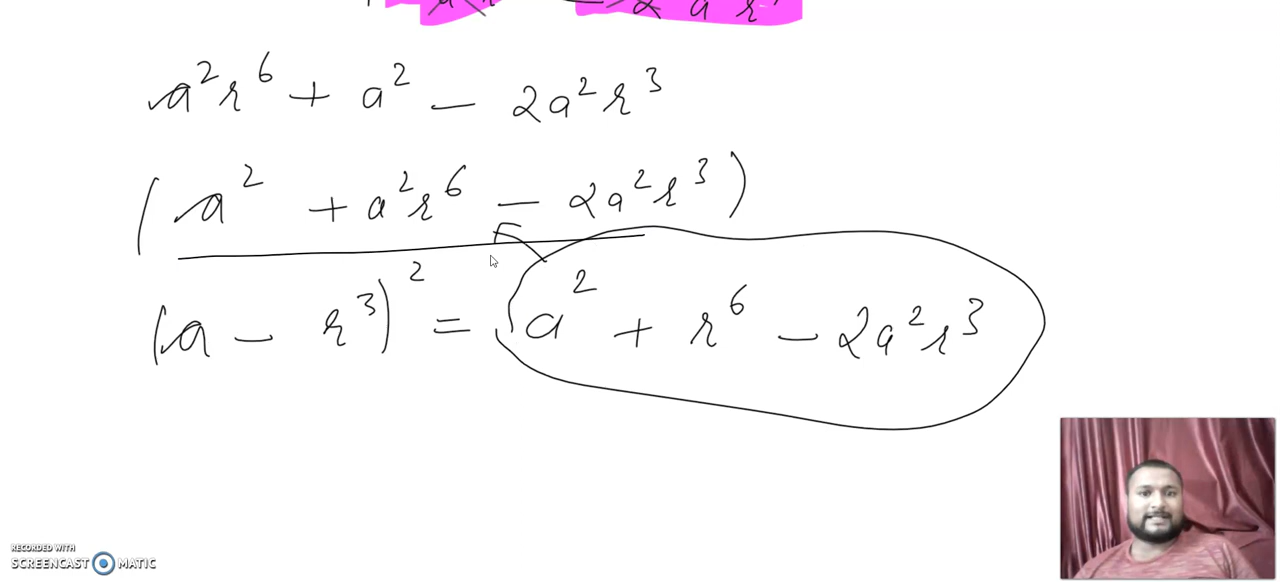 a²r⁶ + a² − 2a²r³
(a² + a²r⁶ − 2a²r³)
(a − r³)² = a² + r⁶ − 2a²r³
RECORDED WITH
SCREENCAST MATIC